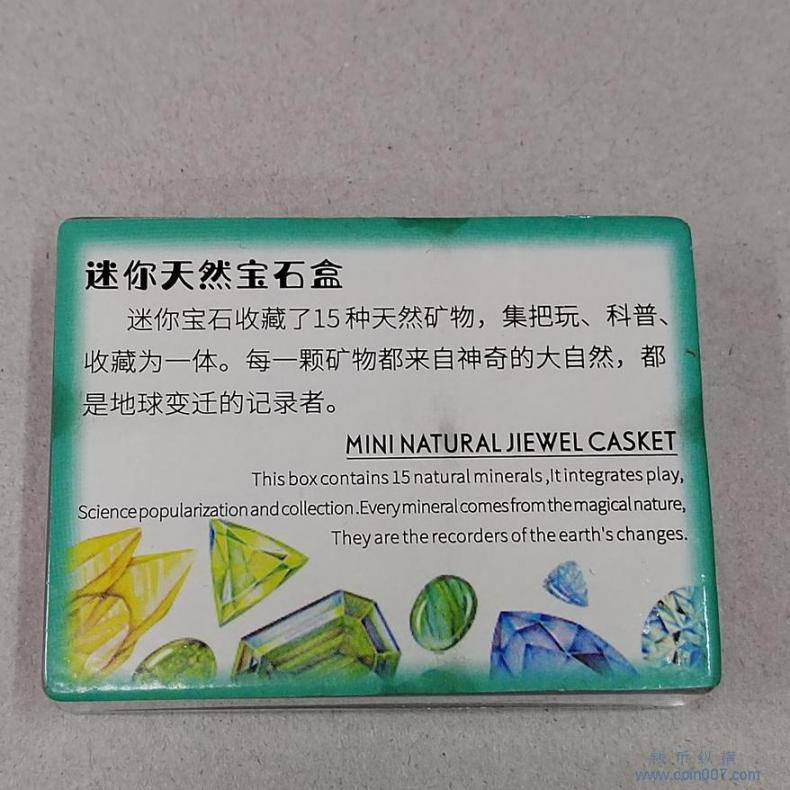 迷你天然宝石盒
迷你宝石收藏了15种天然矿物，集把玩、科普、
收藏为一体。每一颗矿物都来自神奇的大自然，都
是地球变迁的记录者。
MINI NATURAL JIEWEL CASKET
This box contains 15 natural minerals ,It integrates play,
Science popularization and collection .Every mineral comes from the magical nature,
They are the recorders of the earth's changes.
钱币纵横
www.coin007.com